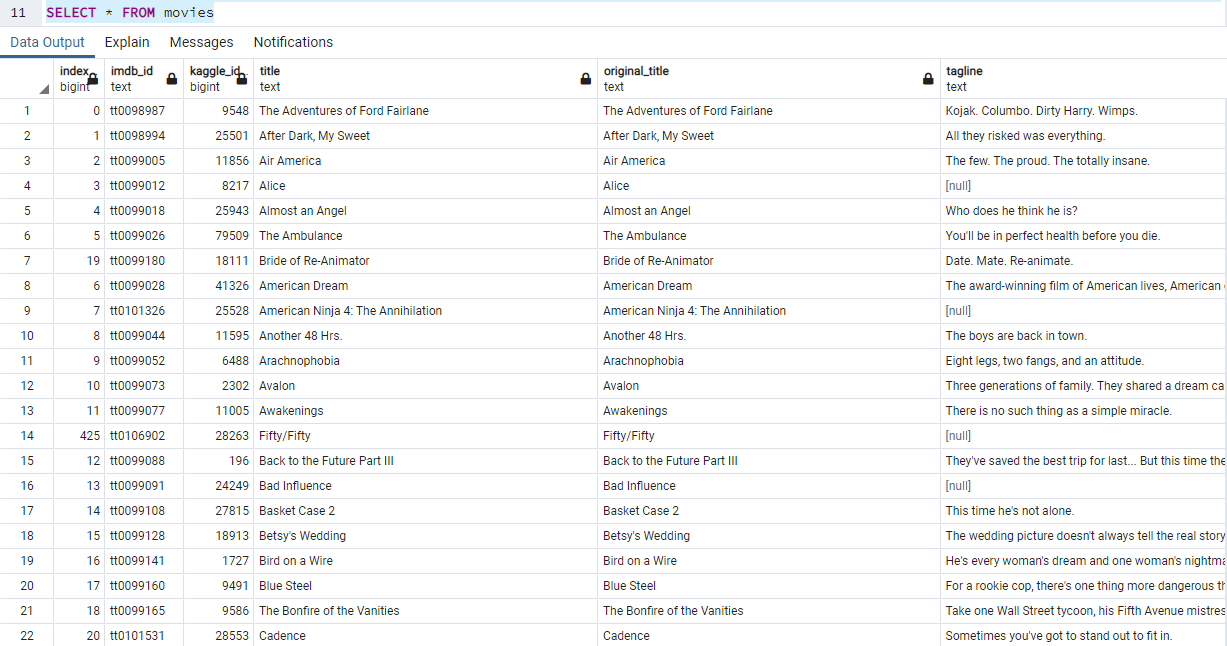 11 SELECT * FROM movies
Data Output Explain Messages Notifications
index imdb_id kaggle_id title original_title tagline
bigint text bigint text text text
1 0 tt0098987 9548 The Adventures of Ford Fairlane The Adventures of Ford Fairlane Kojak. Columbo. Dirty Harry. Wimps.
2 1 tt0098994 25501 After Dark, My Sweet After Dark, My Sweet All they risked was everything.
3 2 tt0099005 11856 Air America Air America The few. The proud. The totally insane.
4 3 tt0099012 8217 Alice Alice [null]
5 4 tt0099018 25943 Almost an Angel Almost an Angel Who does he think he is?
6 5 tt0099026 79509 The Ambulance The Ambulance You'll be in perfect health before you die.
7 19 tt0099180 18111 Bride of Re-Animator Bride of Re-Animator Date. Mate. Re-animate.
8 6 tt0099028 41326 American Dream American Dream The award-winning film of American lives, American
9 7 tt0101326 25528 American Ninja 4: The Annihilation American Ninja 4: The Annihilation [null]
10 8 tt0099044 11595 Another 48 Hrs. Another 48 Hrs. The boys are back in town.
11 9 tt0099052 6488 Arachnophobia Arachnophobia Eight legs, two fangs, and an attitude.
12 10 tt0099073 2302 Avalon Avalon Three generations of family. They shared a dream ca
13 11 tt0099077 11005 Awakenings Awakenings There is no such thing as a simple miracle.
14 425 tt0106902 28263 Fifty/Fifty Fifty/Fifty [null]
15 12 tt0099088 196 Back to the Future Part III Back to the Future Part III They've saved the best trip for last... But this time the
16 13 tt0099091 24249 Bad Influence Bad Influence [null]
17 14 tt0099108 27815 Basket Case 2 Basket Case 2 This time he's not alone.
18 15 tt0099128 18913 Betsy's Wedding Betsy's Wedding The wedding picture doesn't always tell the real story
19 16 tt0099141 1727 Bird on a Wire Bird on a Wire He's every woman's dream and one woman's nightma
20 17 tt0099160 9491 Blue Steel Blue Steel For a rookie cop, there's one thing more dangerous th
21 18 tt0099165 9586 The Bonfire of the Vanities The Bonfire of the Vanities Take one Wall Street tycoon, his Fifth Avenue mistres
22 20 tt0101531 28553 Cadence Cadence Sometimes you've got to stand out to fit in.